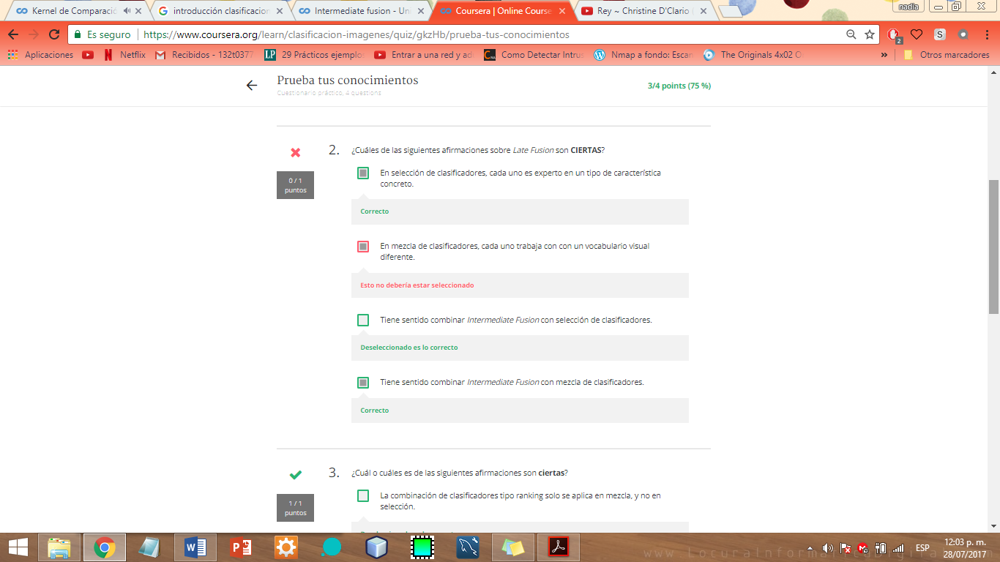 Kernel de Comparació
introducción clasificacion
Intermediate fusion - Uni
Coursera | Online Course
Rey ~ Christine D'Clario
nadia
Es seguro
https://www.coursera.org/learn/clasificacion-imagenes/quiz/gkzHb/prueba-tus-conocimientos
2
S
Aplicaciones
Netflix
Recibidos - 132t0377
LP
29 Prácticos ejemplo
Entrar a una red y ad
Como Detectar Intrus
Nmap a fondo: Escan
The Originals 4x02 O
»
Otros marcadores
Prueba tus conocimientos
Cuestionario práctico, 4 questions
3/4 points (75 %)
0 / 1
puntos
2.
¿Cuáles de las siguientes afirmaciones sobre Late Fusion son CIERTAS?
En selección de clasificadores, cada uno es experto en un tipo de característica
concreto.
Correcto
En mezcla de clasificadores, cada uno trabaja con con un vocabulario visual
diferente.
Esto no debería estar seleccionado
Tiene sentido combinar Intermediate Fusion con selección de clasificadores.
Deseleccionado es lo correcto
Tiene sentido combinar Intermediate Fusion con mezcla de clasificadores.
Correcto
1 / 1
puntos
3.
¿Cuál o cuáles es de las siguientes afirmaciones son ciertas?
La combinación de clasificadores tipo ranking solo se aplica en mezcla, y no en
selección.
ESP
12:03 p. m.
28/07/2017